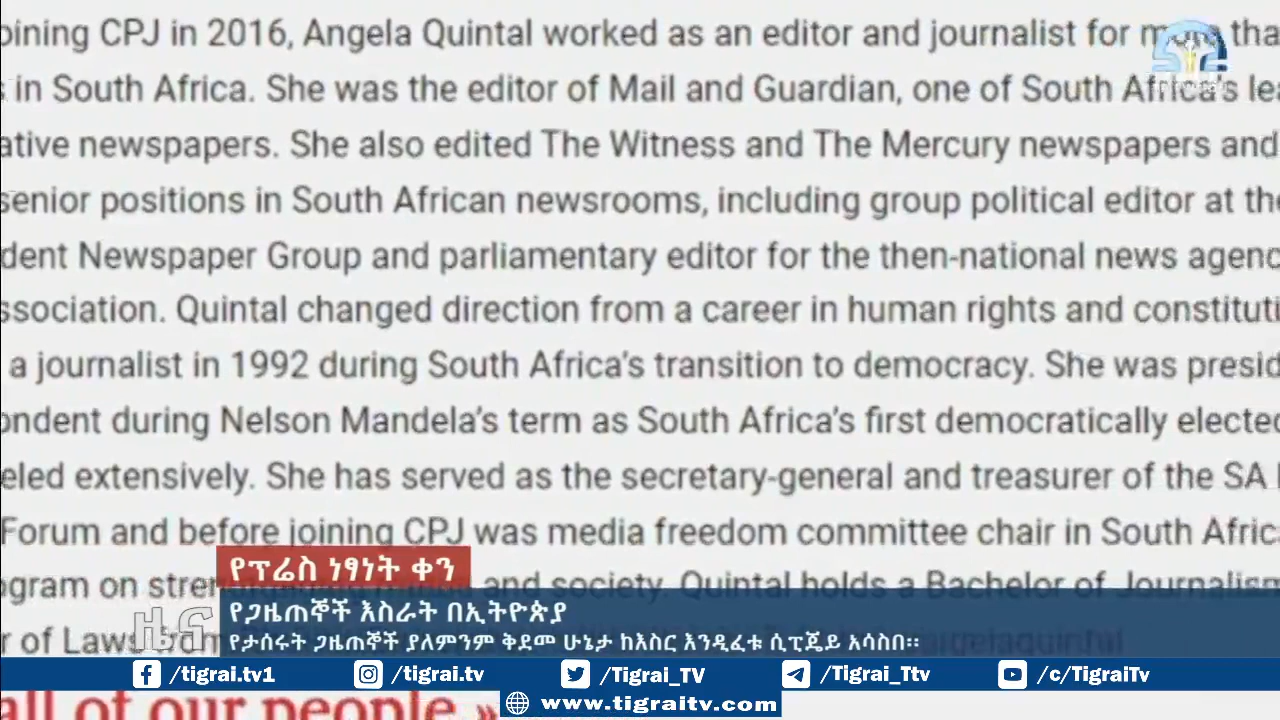 oining CPJ in 2016, Angela Quintal worked as an editor and journalist for more tha
in South Africa. She was the editor of Mail and Guardian, one of South Africa's lea
ative newspapers. She also edited The Witness and The Mercury newspapers and
senior positions in South African newsrooms, including group political editor at the
dent Newspaper Group and parliamentary editor for the then-national news agenc
ssociation. Quintal changed direction from a career in human rights and constituti
a journalist in 1992 during South Africa's transition to democracy. She was presid
ondent during Nelson Mandela's term as South Africa's first democratically elected
eled extensively. She has served as the secretary-general and treasurer of the SA
Forum and before joining CPJ was media freedom committee chair in South Afric
ogram on and society. Quintal holds a Bachelor of Journalism
r of Laws from
የፕሬስ ነፃነት ቀን
ዜና
የጋዜጠኞች እስራት በኢትዮጵያ
የታሰሩት ጋዜጠኞች ያለምንም ቅደመ ሁኔታ ከእስር እንዲፈቱ ሲፒጄይ አሳስበ።
/tigrai.tv1 /tigrai.tv /Tigrai_TV /Tigrai_Ttv /c/TigraiTv
all of our people. »
www.tigraitv.com